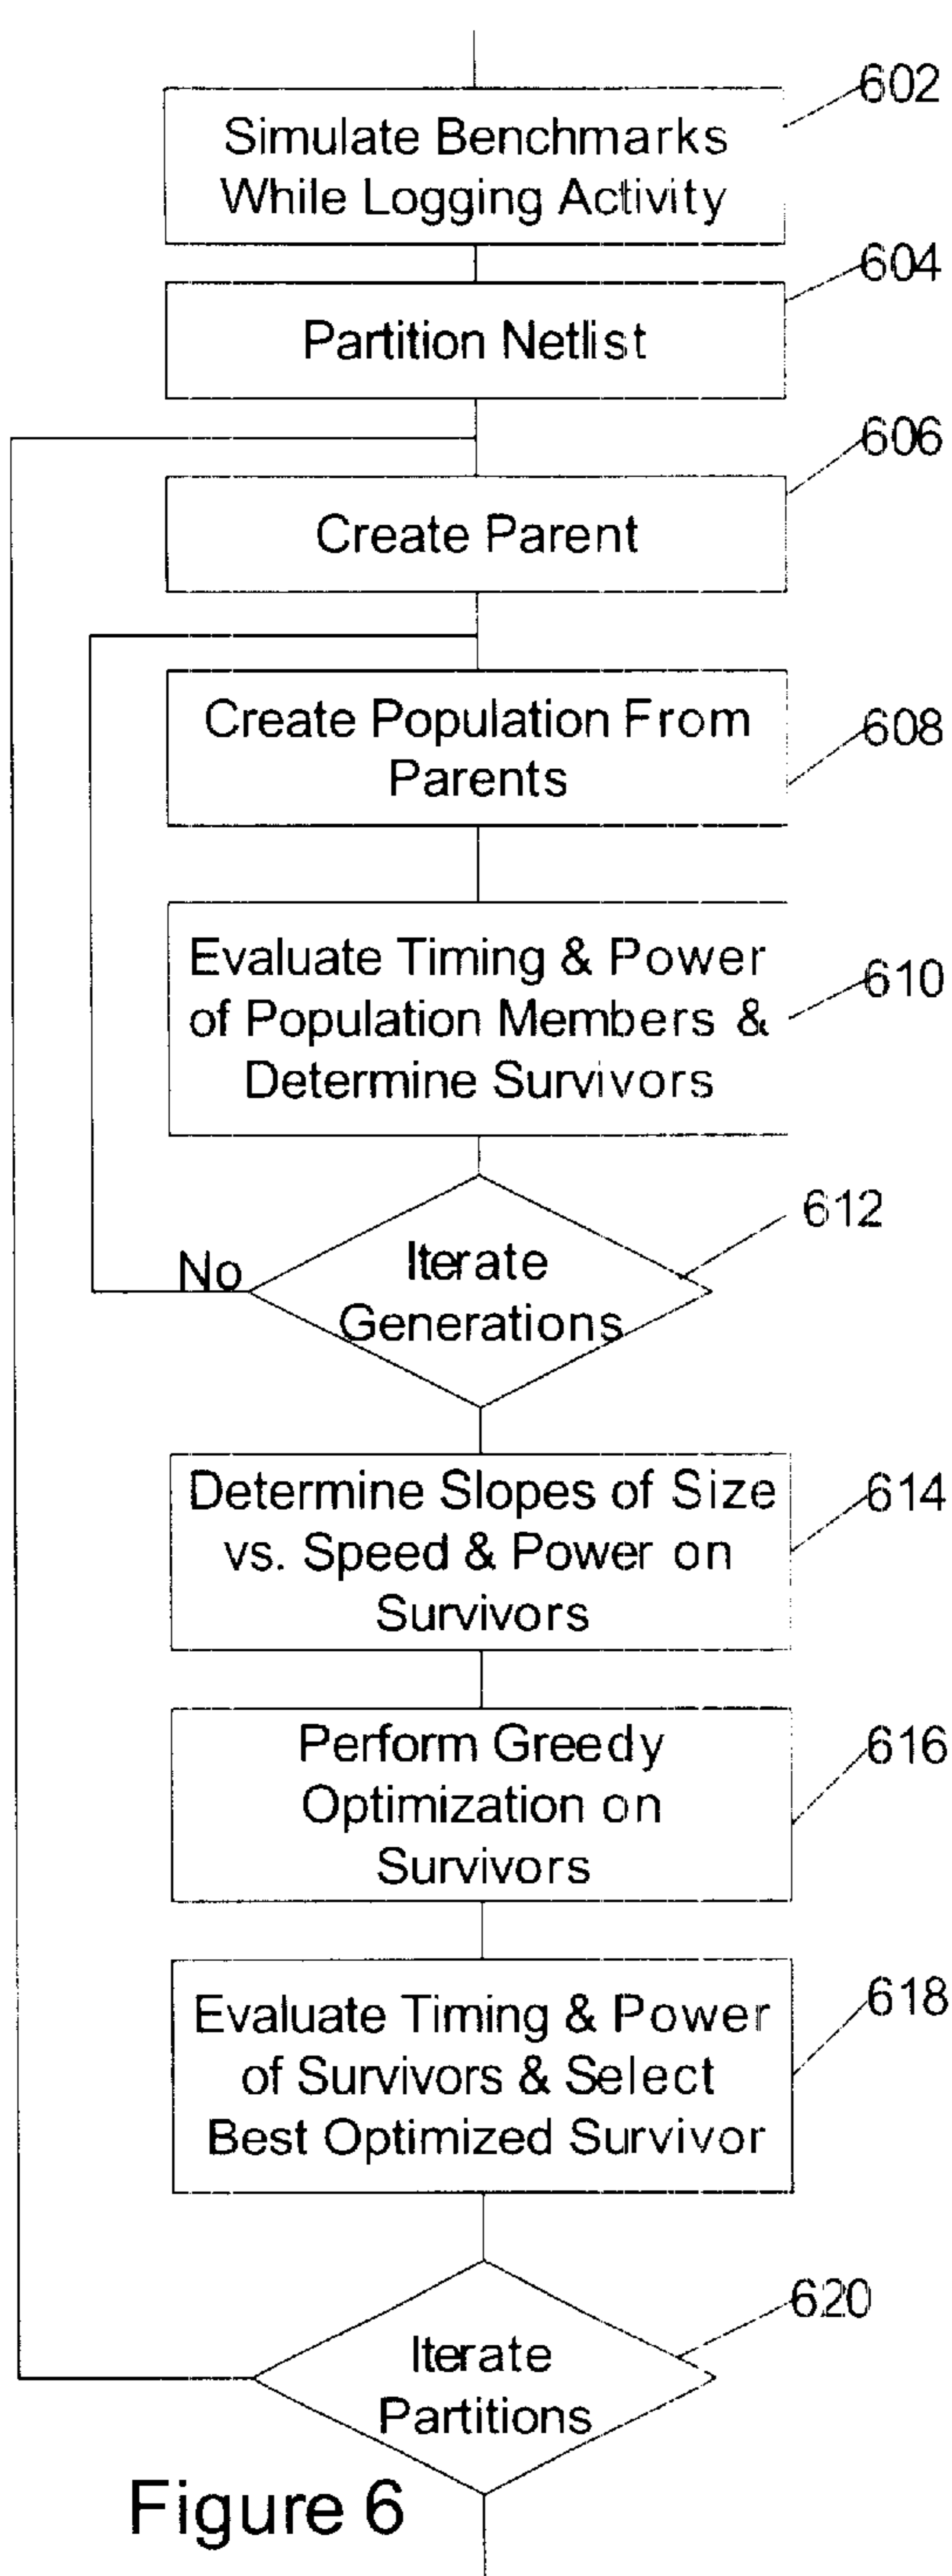 602
Simulate Benchmarks
While Logging Activity
604
Partition Netlist
606
Create Parent
608
Create Population From
Parents
610
Evaluate Timing & Power
of Population Members &
Determine Survivors
612
No
Iterate
Generations
614
Determine Slopes of Size
vs. Speed & Power on
Survivors
616
Perform Greedy
Optimization on
Survivors
618
Evaluate Timing & Power
of Survivors & Select
Best Optimized Survivor
620
Iterate
Partitions
Figure 6